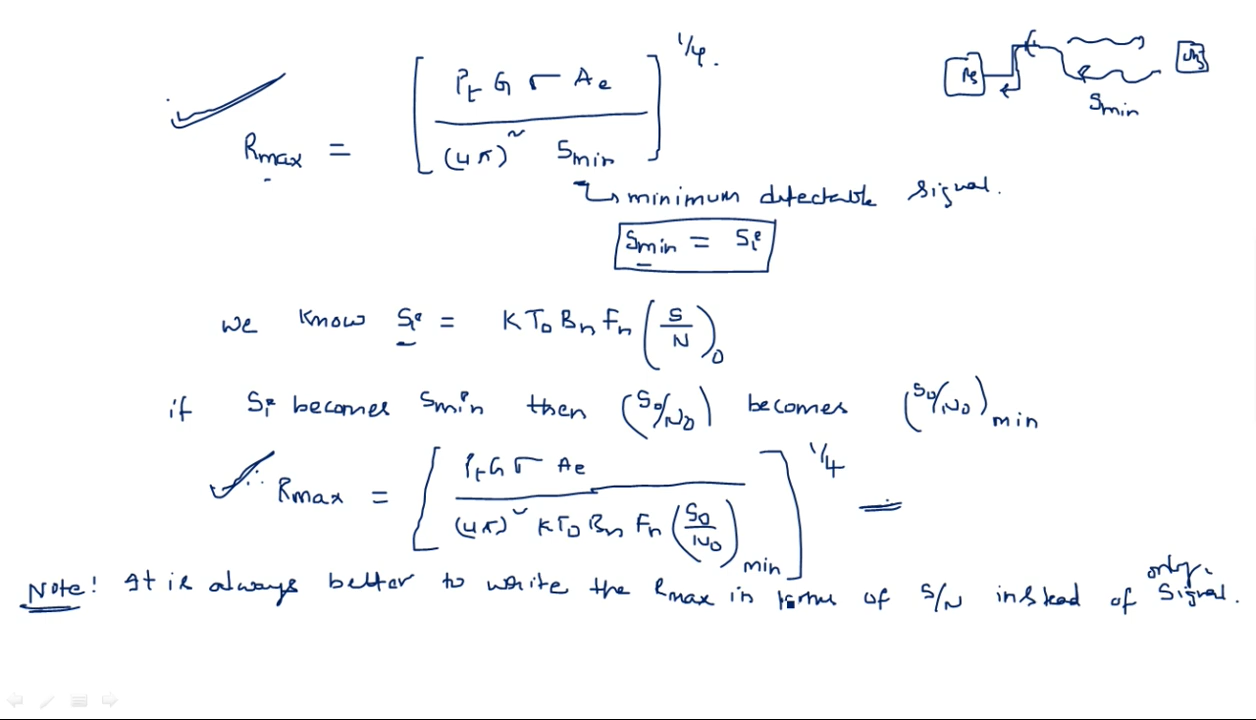 Rmax = [ Pt G σ Ae / (4π)² Smin ]^1/4.
Smin
↳ minimum detectable signal.
Smin = Si
we know Si = KT0 Bn Fn (S/N)0
if Si becomes Smin then (S0/N0) becomes (S0/N0)min
∴ Rmax = [ Pt G σ Ae / (4π)² KT0 Bn Fn (S0/N0)min ]^1/4
Note! It is always better to write the Rmax in terms of S/N instead of Signal only.